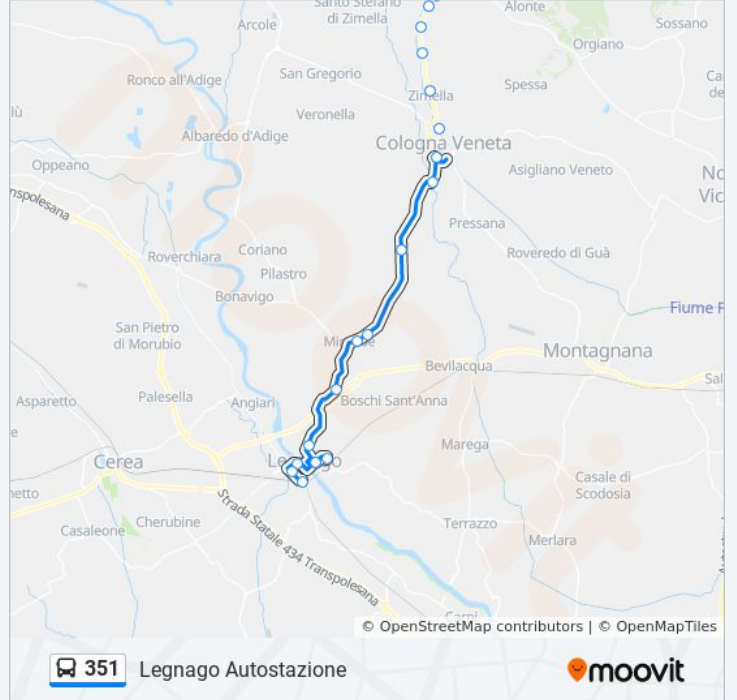 Santo Stefano
di Zimella
Alonte
Sossano
Arcole
Orgiano
San Gregorio
Ronco all'Adige
Spessa
Zimella
Veronella
Albaredo d'Adige
Cologna Veneta
Oppeano
Asigliano Veneto
Pressana
Coriano
Roveredo di Guà
Roverchiara
Pilastro
Bonavigo
Fiume F
San Pietro
di Morubio
Montagnana
Bevilacqua
Asparetto
Palesella
Angiari
Boschi Sant'Anna
Marega
Cerea
Casale di
Scodosia
Strada Statale 434 Transpolesana
Cherubine
Casaleone
Terrazzo
Merlara
© OpenStreetMap contributors | © OpenMapTiles
351 Legnago Autostazione
moovit